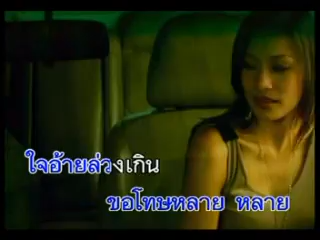 ใจอ้ายล่วงเกิน
ขอโทษหลาย หลาย